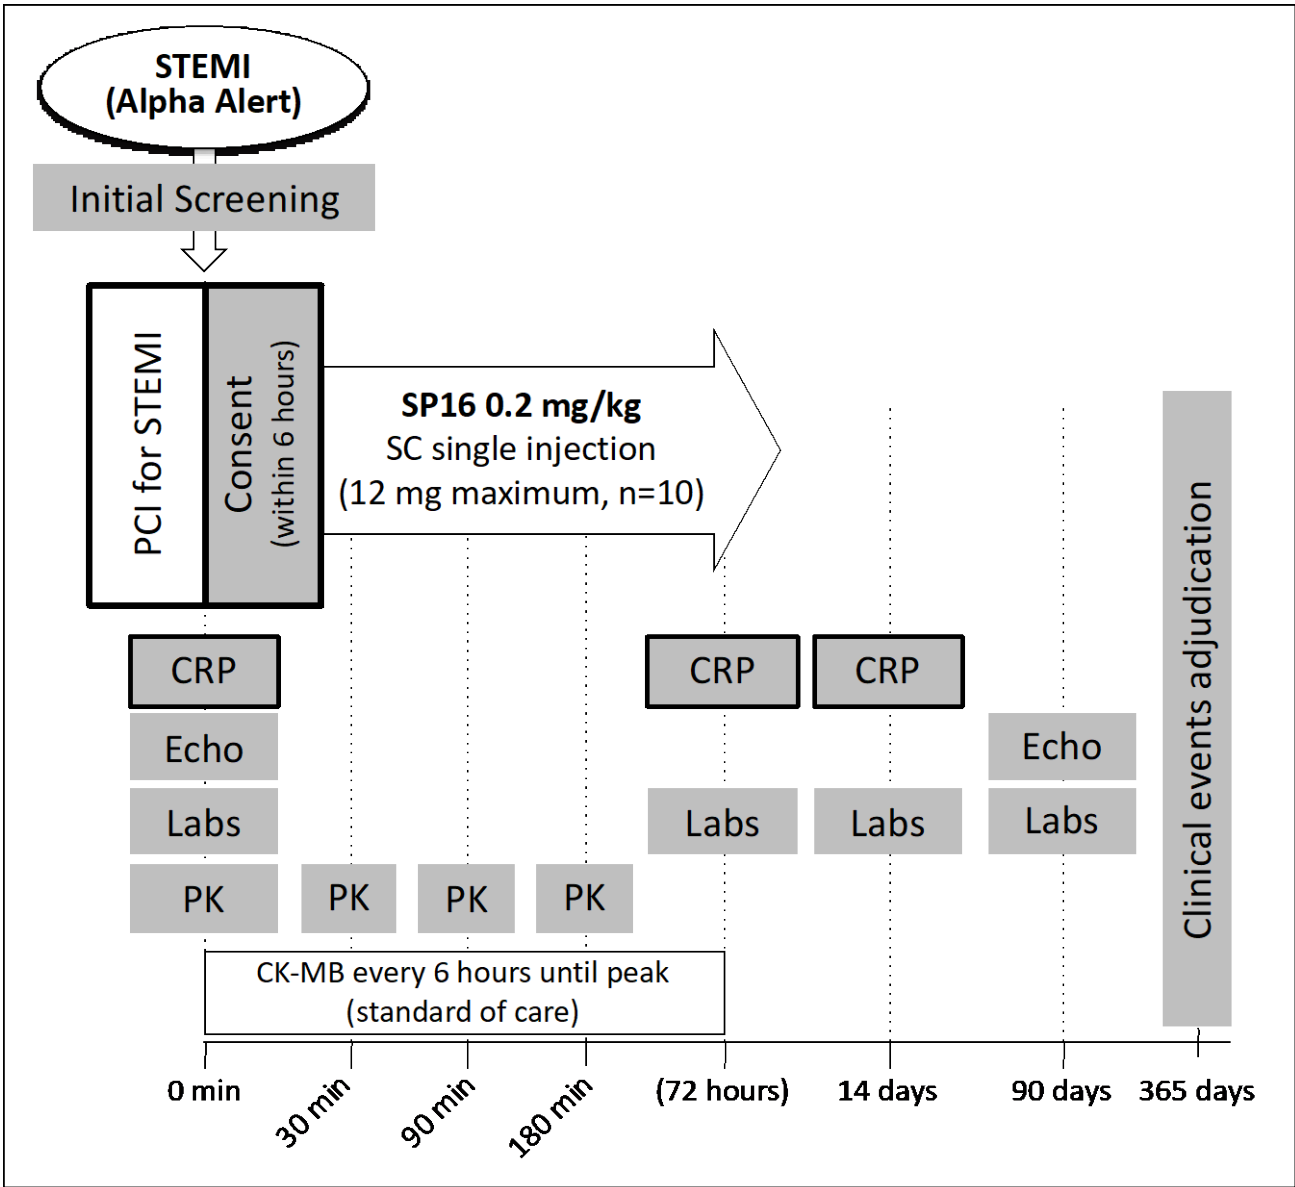 STEMI
(Alpha Alert)
Initial Screening
PCI for STEMI
Consent
(within 6 hours)
SP16 0.2 mg/kg
SC single injection
(12 mg maximum, n=10)
Clinical events adjudication
CRP
CRP
CRP
Echo
Echo
Labs
Labs
Labs
Labs
PK
PK
PK
PK
CK-MB every 6 hours until peak
(standard of care)
0 min
30 min
90 min
180 min
(72 hours)
14 days
90 days
365 days